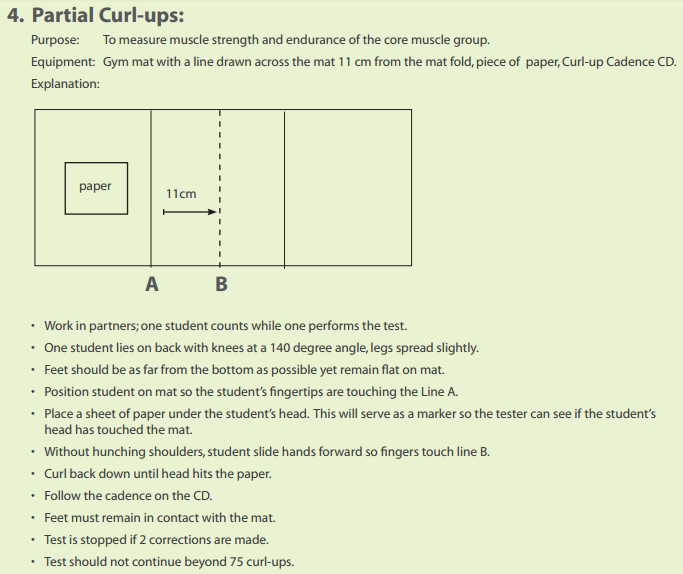 4. Partial Curl-ups:
Purpose: To measure muscle strength and endurance of the core muscle group.
Equipment: Gym mat with a line drawn across the mat 11 cm from the mat fold, piece of paper, Curl-up Cadence CD.
Explanation:
paper
11cm
A B
• Work in partners; one student counts while one performs the test.
• One student lies on back with knees at a 140 degree angle, legs spread slightly.
• Feet should be as far from the bottom as possible yet remain flat on mat.
• Position student on mat so the student's fingertips are touching the Line A.
• Place a sheet of paper under the student's head. This will serve as a marker so the tester can see if the student's
head has touched the mat.
• Without hunching shoulders, student slide hands forward so fingers touch line B.
• Curl back down until head hits the paper.
• Follow the cadence on the CD.
• Feet must remain in contact with the mat.
• Test is stopped if 2 corrections are made.
• Test should not continue beyond 75 curl-ups.